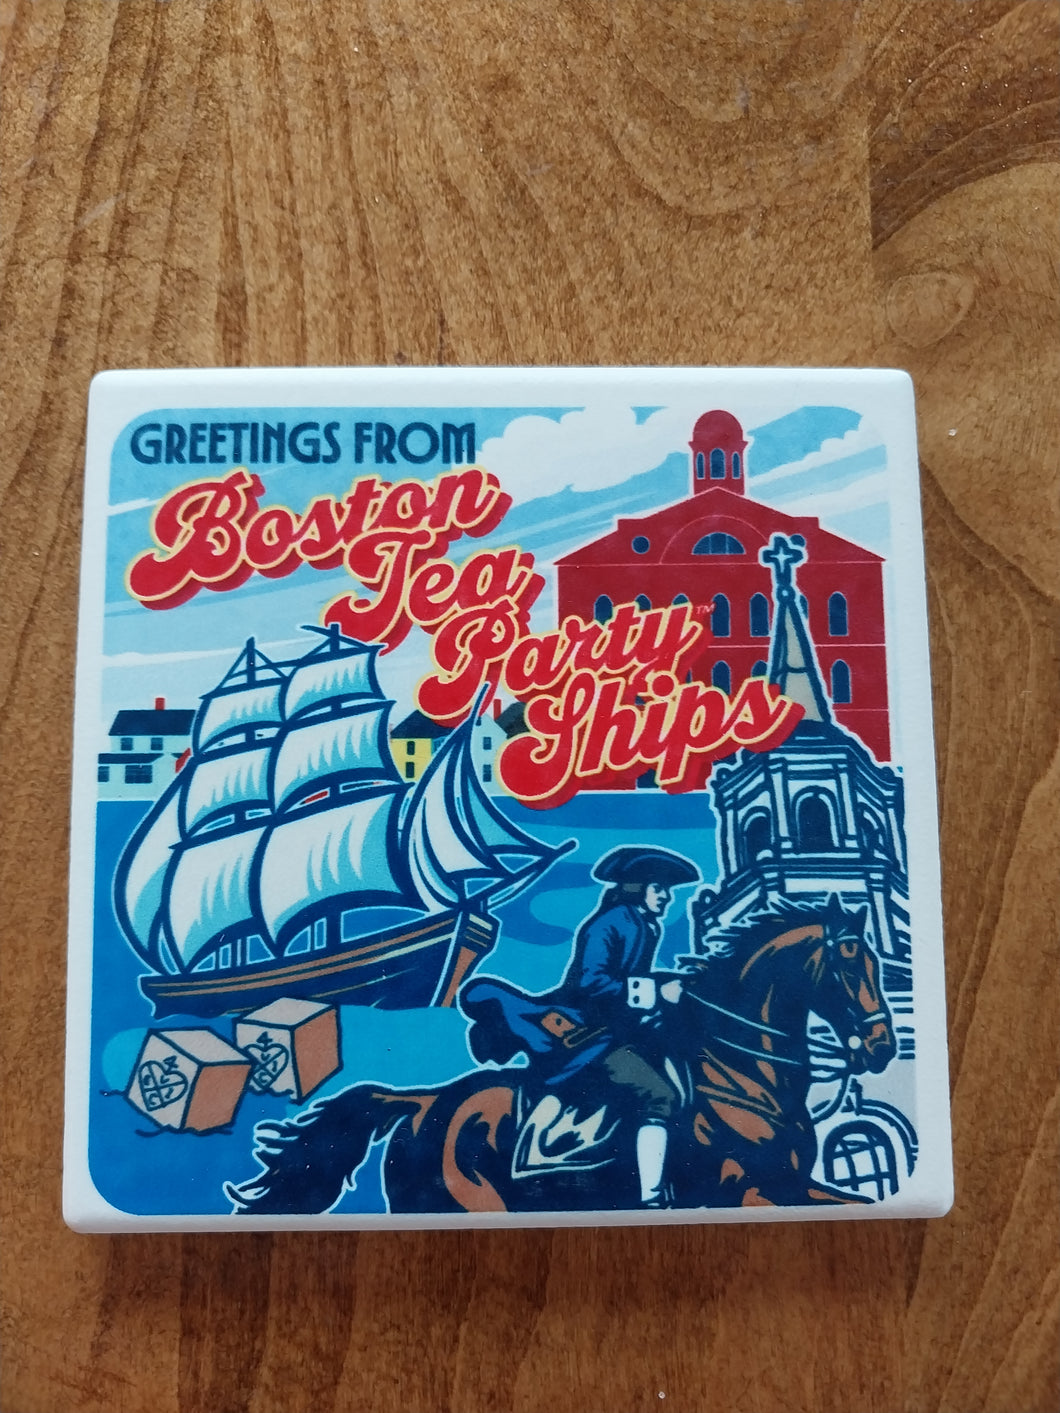 GREETINGS FROM
Boston
Tea
Party™
Ships